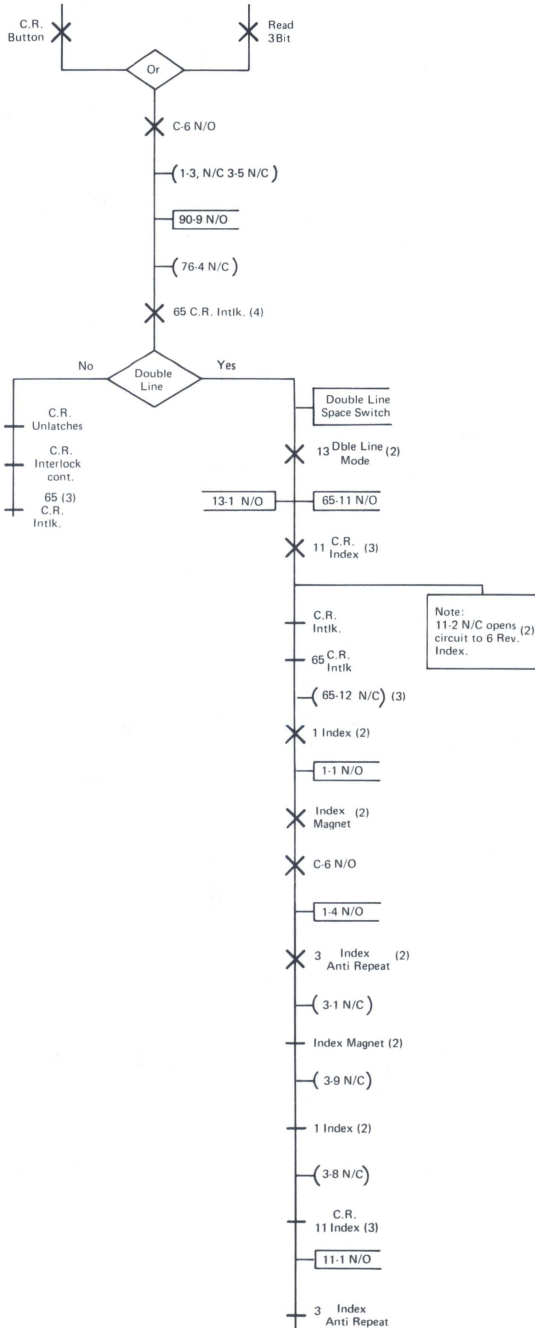 C.R.
Button
Read
3Bit
Or
C-6 N/O
(1-3, N/C 3-5 N/C)
90-9 N/O
(76-4 N/C)
65 C.R. Intlk. (4)
No
Double
Line
Yes
C.R.
Unlatches
C.R.
Interlock
cont.
65 (3)
C.R.
Intlk.
Double Line
Space Switch
13 Dble Line (2)
Mode
13-1 N/O
65-11 N/O
11 C.R. (3)
Index
Note:
11-2 N/C opens (2)
circuit to 6 Rev.
Index.
C.R.
Intlk.
65 C.R.
Intlk
(65-12 N/C) (3)
1 Index (2)
1-1 N/O
Index (2)
Magnet
C-6 N/O
1-4 N/O
3 Index (2)
Anti Repeat
(3-1 N/C)
Index Magnet (2)
(3-9 N/C)
1 Index (2)
(3-8 N/C)
C.R.
11 Index (3)
11-1 N/O
3 Index
Anti Repeat